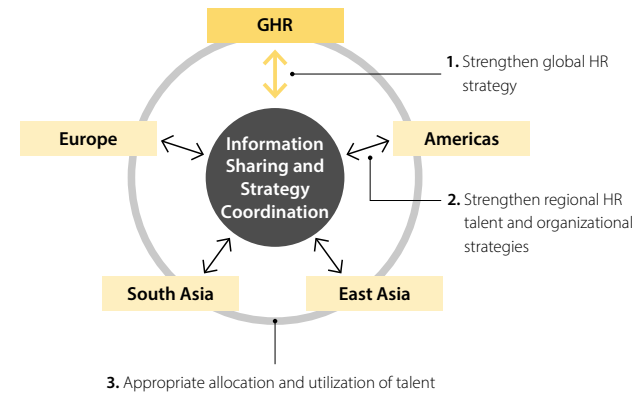 GHR
1. Strengthen global HR
strategy
Europe
Information
Sharing and
Strategy
Coordination
Americas
2. Strengthen regional HR
talent and organizational
strategies
South Asia
East Asia
3. Appropriate allocation and utilization of talent